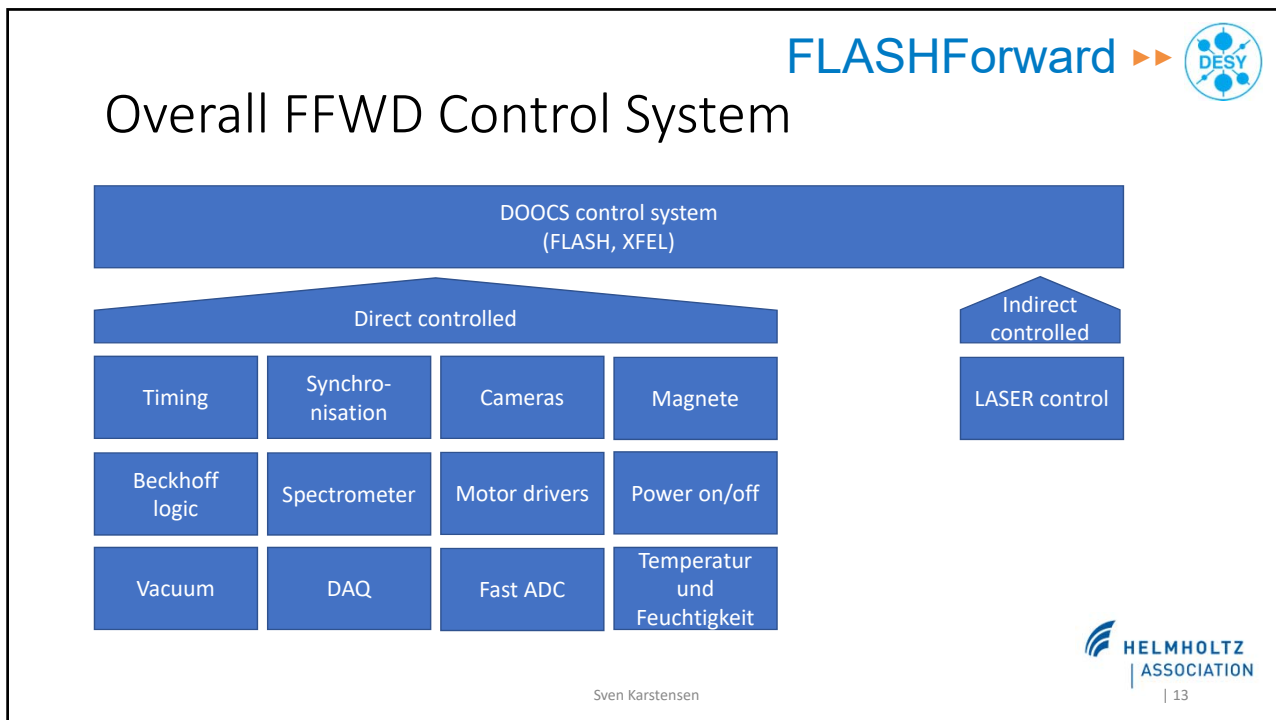 FLASHForward
DESY
Overall FFWD Control System
DOOCS control system
(FLASH, XFEL)
Direct controlled
Indirect
controlled
Timing
Synchro-
nisation
Cameras
Magnete
LASER control
Beckhoff
logic
Spectrometer
Motor drivers
Power on/off
Vacuum
DAQ
Fast ADC
Temperatur
und
Feuchtigkeit
HELMHOLTZ
| ASSOCIATION
Sven Karstensen
| 13